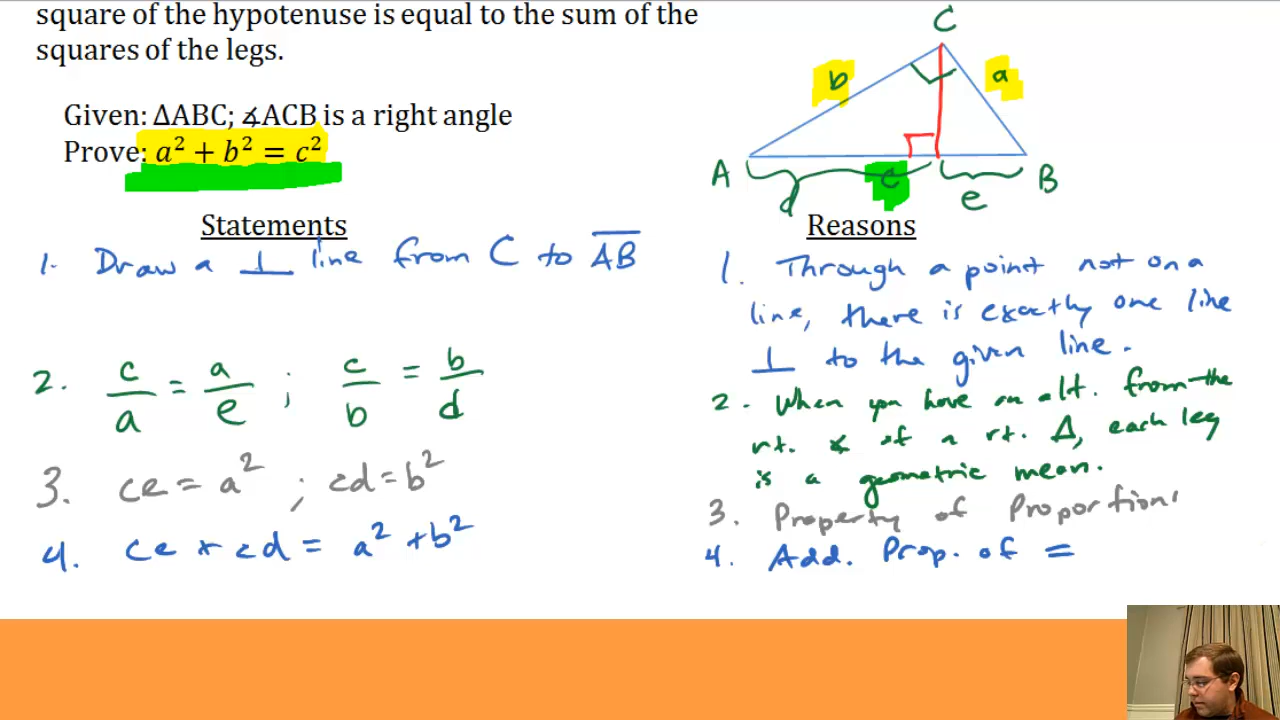 square of the hypotenuse is equal to the sum of the
squares of the legs.
Given: ΔABC; ∡ACB is a right angle
Prove: a² + b² = c²
C
b
a
A
d
c
e
B
Statements
1. Draw a ⊥ line from C to A͞B͞
2. c/a = a/e ; c/b = b/d
3. ce = a² ; cd = b²
4. ce + cd = a² + b²
Reasons
1. Through a point not on a
line, there is exactly one line
⊥ to the given line.
2. When you have an alt. from the
rt. ∡ of a rt. Δ, each leg
is a geometric mean.
3. Property of Proportions
4. Add. Prop. of =